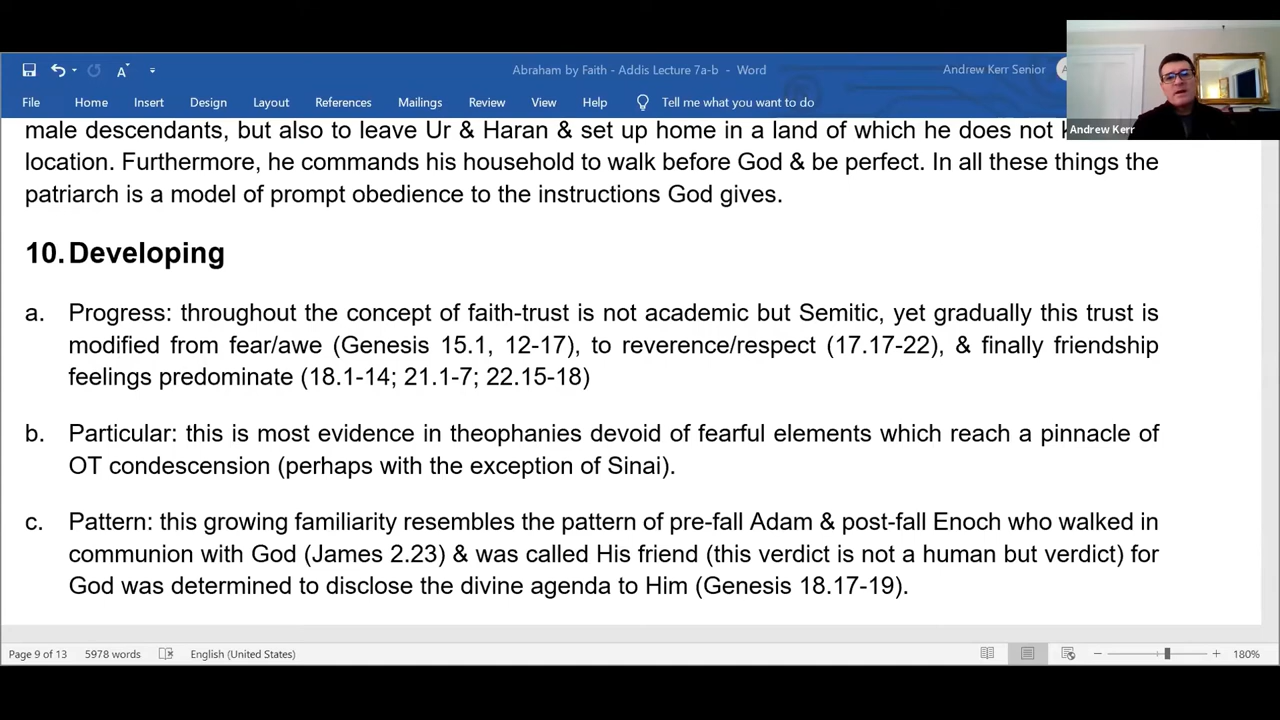 Abraham by Faith - Addis Lecture 7a-b - Word
Andrew Kerr Senior
File Home Insert Design Layout References Mailings Review View Help Tell me what you want to do
Andrew Kerr
male descendants, but also to leave Ur & Haran & set up home in a land of which he does not
location. Furthermore, he commands his household to walk before God & be perfect. In all these things the
patriarch is a model of prompt obedience to the instructions God gives.
10. Developing
a. Progress: throughout the concept of faith-trust is not academic but Semitic, yet gradually this trust is
modified from fear/awe (Genesis 15.1, 12-17), to reverence/respect (17.17-22), & finally friendship
feelings predominate (18.1-14; 21.1-7; 22.15-18)
b. Particular: this is most evidence in theophanies devoid of fearful elements which reach a pinnacle of
OT condescension (perhaps with the exception of Sinai).
c. Pattern: this growing familiarity resembles the pattern of pre-fall Adam & post-fall Enoch who walked in
communion with God (James 2.23) & was called His friend (this verdict is not a human but verdict) for
God was determined to disclose the divine agenda to Him (Genesis 18.17-19).
Page 9 of 13 5978 words English (United States) 180%